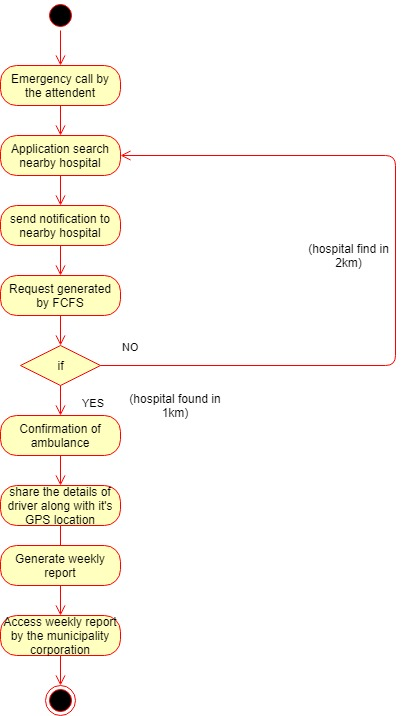 Emergency call by
the attendent
Application search
nearby hospital
send notification to
nearby hospital
(hospital find in
2km)
Request generated
by FCFS
NO
if
YES
(hospital found in
1km)
Confirmation of
ambulance
share the details of
driver along with it's
GPS location
Generate weekly
report
Access weekly report
by the municipality
corporation